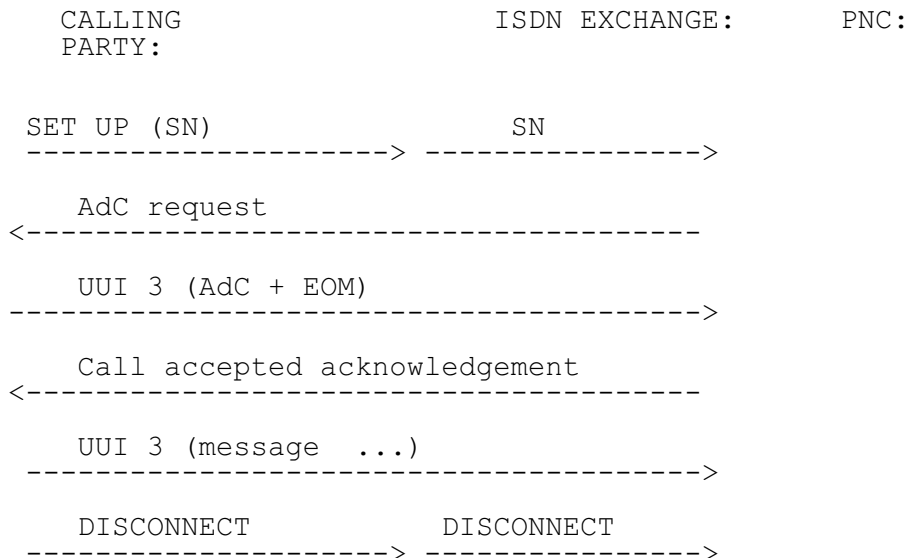 CALLING ISDN EXCHANGE: PNC:
PARTY:
SET UP (SN) SN
---------------------> ---------------->
AdC request
<---------------------------------------
UUI 3 (AdC + EOM)
---------------------------------------->
Call accepted acknowledgement
<---------------------------------------
UUI 3 (message ...)
--------------------------------------->
DISCONNECT DISCONNECT
---------------------> ---------------->